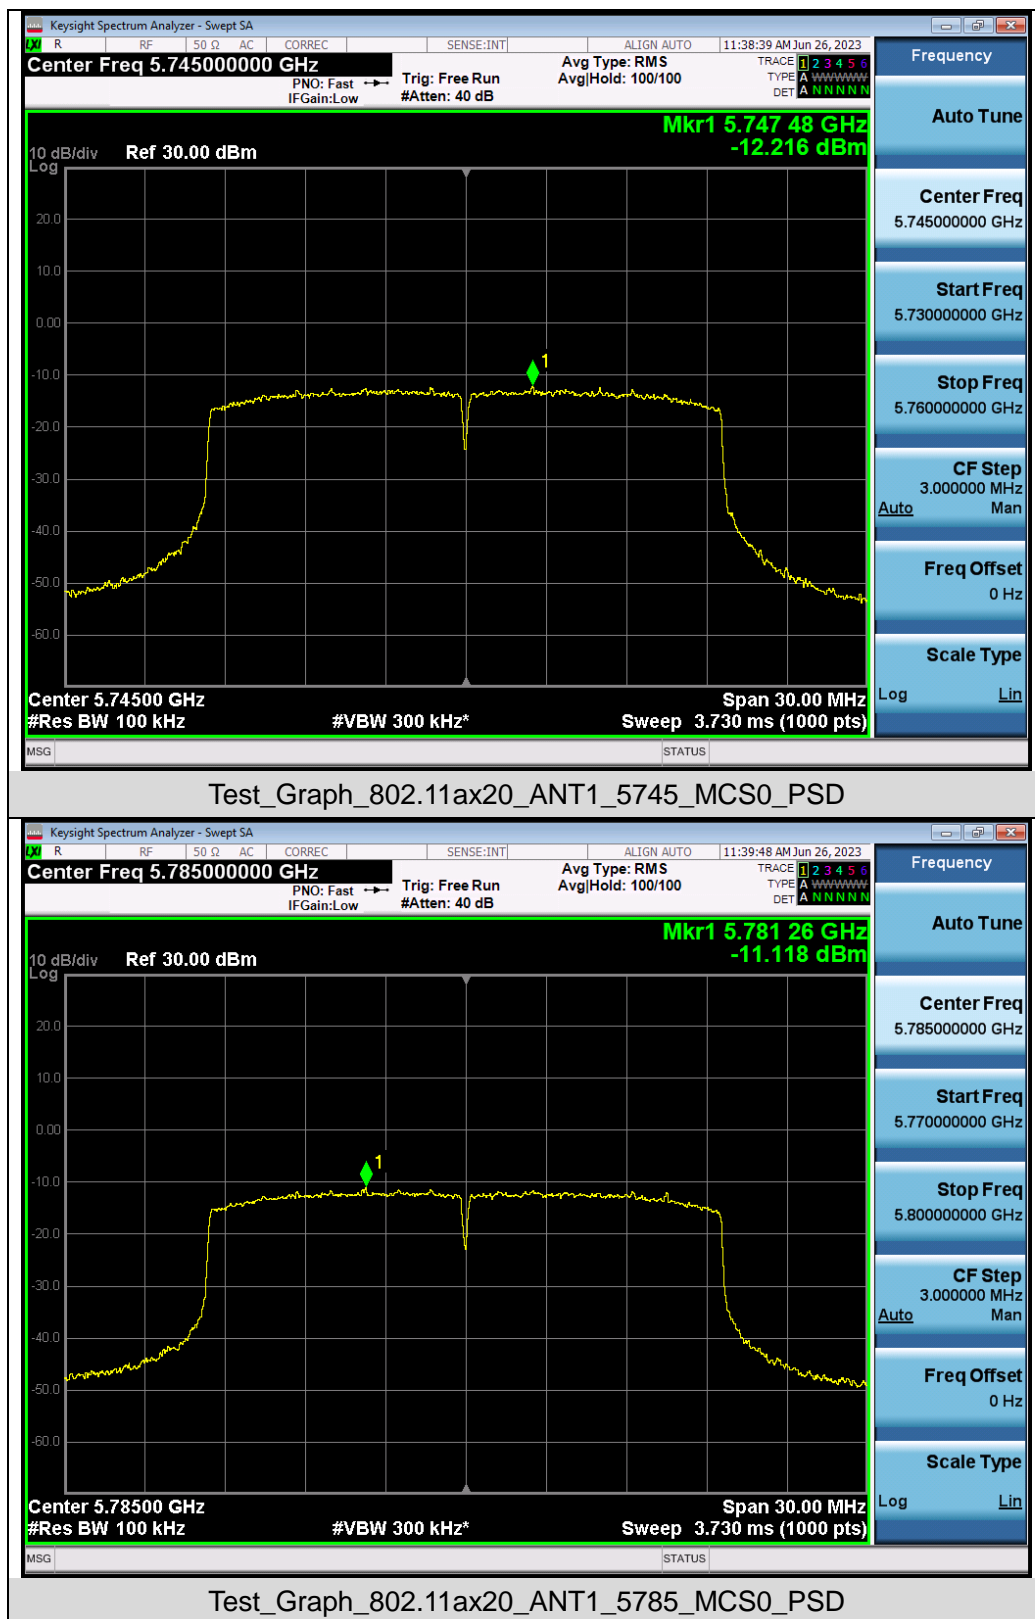 Keysight Spectrum Analyzer - Swept SA
LXI R RF 50 Ω AC CORREC SENSE:INT ALIGN AUTO 11:38:39 AM Jun 26, 2023
Center Freq 5.745000000 GHz
PNO: Fast
IFGain:Low
Trig: Free Run
#Atten: 40 dB
Avg Type: RMS
Avg|Hold: 100/100
TRACE 1 2 3 4 5 6
TYPE A WWWWW
DET A N N N N N
Mkr1 5.747 48 GHz
-12.216 dBm
10 dB/div Ref 30.00 dBm
Log
20.0
10.0
0.00
-10.0
-20.0
-30.0
-40.0
-50.0
-60.0
1
Center 5.74500 GHz Span 30.00 MHz
#Res BW 100 kHz #VBW 300 kHz* Sweep 3.730 ms (1000 pts)
MSG STATUS
Frequency
Auto Tune
Center Freq
5.745000000 GHz
Start Freq
5.730000000 GHz
Stop Freq
5.760000000 GHz
CF Step
3.000000 MHz
Auto Man
Freq Offset
0 Hz
Scale Type
Log Lin
Test_Graph_802.11ax20_ANT1_5745_MCS0_PSD
Keysight Spectrum Analyzer - Swept SA
LXI R RF 50 Ω AC CORREC SENSE:INT ALIGN AUTO 11:39:48 AM Jun 26, 2023
Center Freq 5.785000000 GHz
PNO: Fast
IFGain:Low
Trig: Free Run
#Atten: 40 dB
Avg Type: RMS
Avg|Hold: 100/100
TRACE 1 2 3 4 5 6
TYPE A WWWWW
DET A N N N N N
Mkr1 5.781 26 GHz
-11.118 dBm
10 dB/div Ref 30.00 dBm
Log
20.0
10.0
0.00
-10.0
-20.0
-30.0
-40.0
-50.0
-60.0
1
Center 5.78500 GHz Span 30.00 MHz
#Res BW 100 kHz #VBW 300 kHz* Sweep 3.730 ms (1000 pts)
MSG STATUS
Frequency
Auto Tune
Center Freq
5.785000000 GHz
Start Freq
5.770000000 GHz
Stop Freq
5.800000000 GHz
CF Step
3.000000 MHz
Auto Man
Freq Offset
0 Hz
Scale Type
Log Lin
Test_Graph_802.11ax20_ANT1_5785_MCS0_PSD